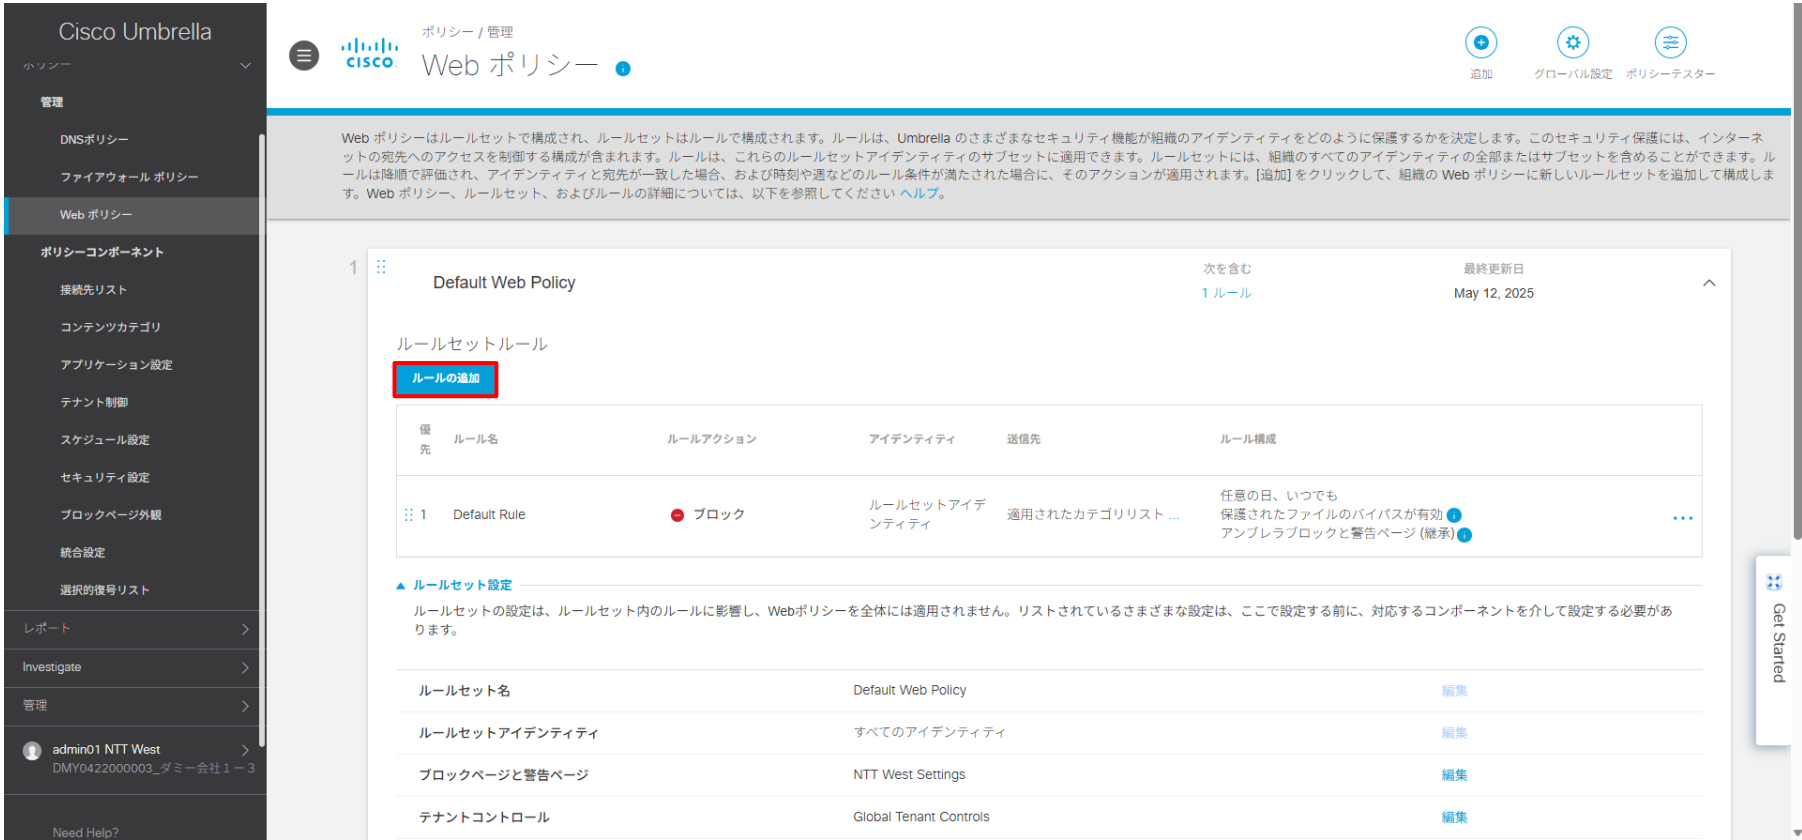 Cisco Umbrella
ポリシー
管理
DNSポリシー
ファイアウォール ポリシー
Web ポリシー
ポリシーコンポーネント
接続先リスト
コンテンツカテゴリ
アプリケーション設定
テナント制御
スケジュール設定
セキュリティ設定
ブロックページ外観
統合設定
選択的復号リスト
レポート
Investigate
管理
admin01 NTT West
DMY0422000003_ダミー会社１ー３
Need Help?
CISCO
ポリシー / 管理
Web ポリシー
追加
グローバル設定
ポリシーテスター
Web ポリシーはルールセットで構成され、ルールセットはルールで構成されます。ルールは、Umbrella のさまざまなセキュリティ機能が組織のアイデンティティをどのように保護するかを決定します。このセキュリティ保護には、インターネ
ットの宛先へのアクセスを制御する構成が含まれます。ルールは、これらのルールセットアイデンティティのサブセットに適用できます。ルールセットには、組織のすべてのアイデンティティの全部またはサブセットを含めることができます。ル
ールは降順で評価され、アイデンティティと宛先が一致した場合、および時刻や週などのルール条件が満たされた場合に、そのアクションが適用されます。[追加] をクリックして、組織の Web ポリシーに新しいルールセットを追加して構成しま
す。Web ポリシー、ルールセット、およびルールの詳細については、以下を参照してください ヘルプ。
1
Default Web Policy
次を含む
1 ルール
最終更新日
May 12, 2025
ルールセットルール
ルールの追加
優先
ルール名
ルールアクション
アイデンティティ
送信先
ルール構成
1
Default Rule
ブロック
ルールセットアイデ
ンティティ
適用されたカテゴリリスト ...
任意の日、いつでも
保護されたファイルのバイパスが有効
アンブレラブロックと警告ページ (継承)
...
ルールセット設定
ルールセットの設定は、ルールセット内のルールに影響し、Webポリシーを全体には適用されません。リストされているさまざまな設定は、ここで設定する前に、対応するコンポーネントを介して設定する必要があ
ります。
ルールセット名
Default Web Policy
編集
ルールセットアイデンティティ
すべてのアイデンティティ
編集
ブロックページと警告ページ
NTT West Settings
編集
テナントコントロール
Global Tenant Controls
編集
Get Started